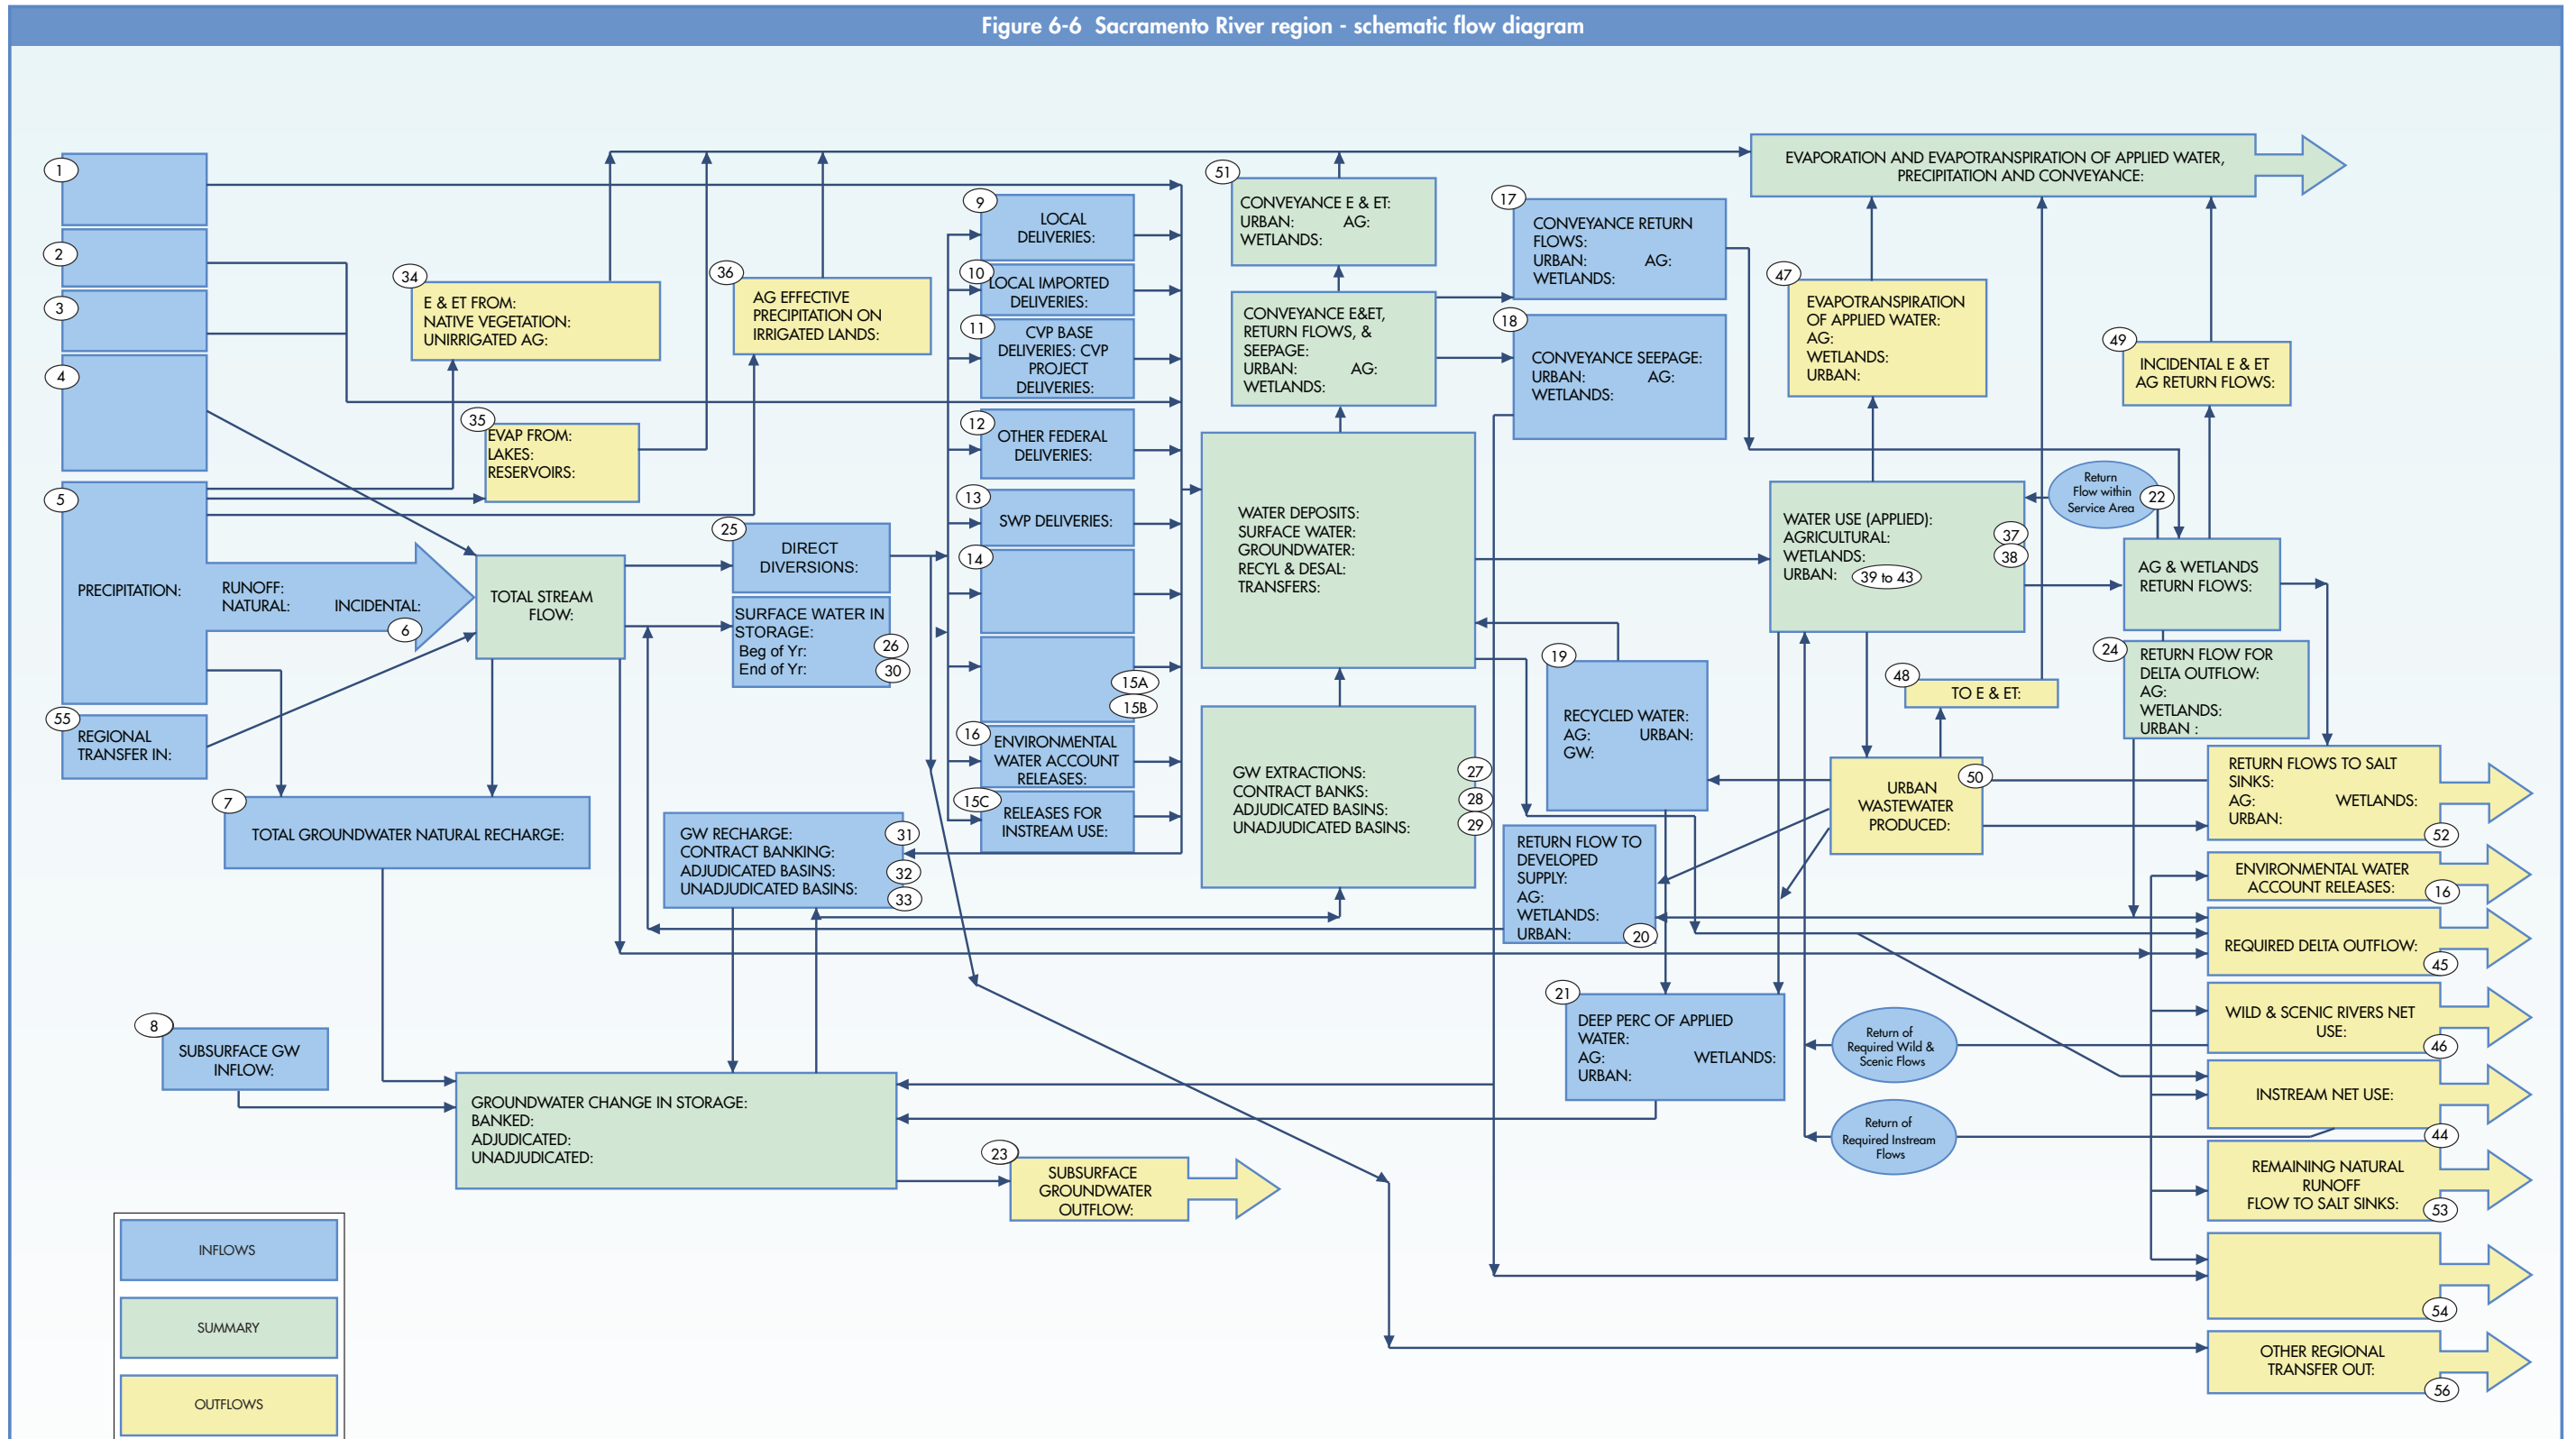 Figure 6-6  Sacramento River region - schematic flow diagram
1
2
3
4
5
PRECIPITATION:
RUNOFF:
NATURAL: INCIDENTAL:
6
55
REGIONAL
TRANSFER IN:
34
E & ET FROM:
NATIVE VEGETATION:
UNIRRIGATED AG:
35
EVAP FROM:
LAKES:
RESERVOIRS:
36
AG EFFECTIVE
PRECIPITATION ON
IRRIGATED LANDS:
TOTAL STREAM
FLOW:
25
DIRECT
DIVERSIONS:
SURFACE WATER IN
STORAGE:
Beg of Yr:
26
End of Yr:
30
7
TOTAL GROUNDWATER NATURAL RECHARGE:
GW RECHARGE:
31
CONTRACT BANKING:
ADJUDICATED BASINS:
32
UNADJUDICATED BASINS:
33
8
SUBSURFACE GW
INFLOW:
GROUNDWATER CHANGE IN STORAGE:
BANKED:
ADJUDICATED:
UNADJUDICATED:
23
SUBSURFACE
GROUNDWATER
OUTFLOW:
9
LOCAL
DELIVERIES:
10
LOCAL IMPORTED
DELIVERIES:
11
CVP BASE
DELIVERIES: CVP
PROJECT
DELIVERIES:
12
OTHER FEDERAL
DELIVERIES:
13
SWP DELIVERIES:
14
15A
15B
16
ENVIRONMENTAL
WATER ACCOUNT
RELEASES:
15C
RELEASES FOR
INSTREAM USE:
51
CONVEYANCE E & ET:
URBAN: AG:
WETLANDS:
CONVEYANCE E&ET,
RETURN FLOWS, &
SEEPAGE:
URBAN: AG:
WETLANDS:
WATER DEPOSITS:
SURFACE WATER:
GROUNDWATER:
RECYL & DESAL:
TRANSFERS:
GW EXTRACTIONS:
27
CONTRACT BANKS:
28
ADJUDICATED BASINS:
UNADJUDICATED BASINS:
29
17
CONVEYANCE RETURN
FLOWS:
URBAN: AG:
WETLANDS:
18
CONVEYANCE SEEPAGE:
URBAN: AG:
WETLANDS:
19
RECYCLED WATER:
AG: URBAN:
GW:
RETURN FLOW TO
DEVELOPED
SUPPLY:
AG:
WETLANDS:
URBAN:
20
21
DEEP PERC OF APPLIED
WATER:
AG: WETLANDS:
URBAN:
EVAPORATION AND EVAPOTRANSPIRATION OF APPLIED WATER,
PRECIPITATION AND CONVEYANCE:
47
EVAPOTRANSPIRATION
OF APPLIED WATER:
AG:
WETLANDS:
URBAN:
49
INCIDENTAL E & ET
AG RETURN FLOWS:
Return
Flow within
Service Area
22
WATER USE (APPLIED):
AGRICULTURAL:
37
WETLANDS:
38
URBAN: 39 to 43
AG & WETLANDS
RETURN FLOWS:
24
RETURN FLOW FOR
DELTA OUTFLOW:
AG:
WETLANDS:
URBAN :
48
TO E & ET:
50
URBAN
WASTEWATER
PRODUCED:
RETURN FLOWS TO SALT
SINKS:
AG: WETLANDS:
URBAN:
52
ENVIRONMENTAL WATER
ACCOUNT RELEASES:
16
REQUIRED DELTA OUTFLOW:
45
WILD & SCENIC RIVERS NET
USE:
46
Return of
Required Wild &
Scenic Flows
INSTREAM NET USE:
44
Return of
Required Instream
Flows
REMAINING NATURAL
RUNOFF
FLOW TO SALT SINKS:
53
54
OTHER REGIONAL
TRANSFER OUT:
56
INFLOWS
SUMMARY
OUTFLOWS